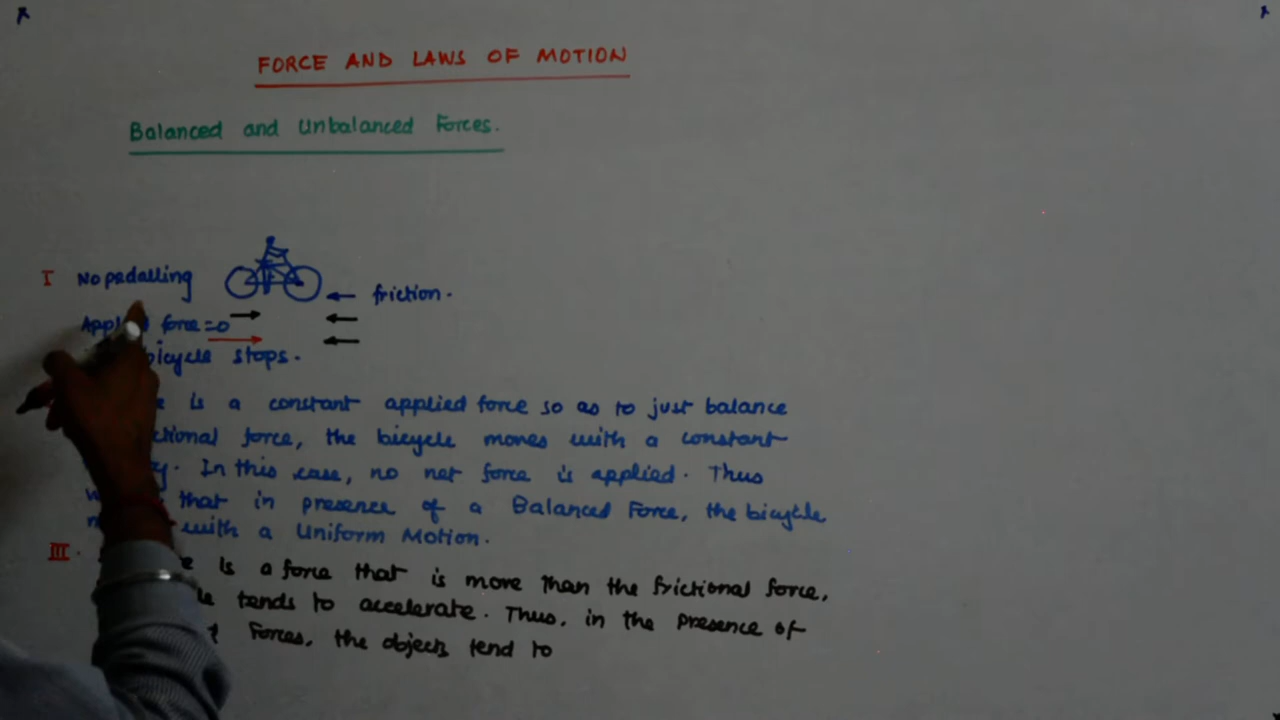 FORCE AND LAWS OF MOTION
Balanced and Unbalanced Forces.
I No pedalling
friction.
force = 0
bicycle stops.
is a constant applied force so as to just balance
force, the bicycle moves with a constant
In this case, no net force is applied. Thus
that in presence of a Balanced Force, the bicycle
with a Uniform Motion.
III.
is a force that is more than the frictional force,
tends to accelerate. Thus, in the presence of
Forces, the objects tend to